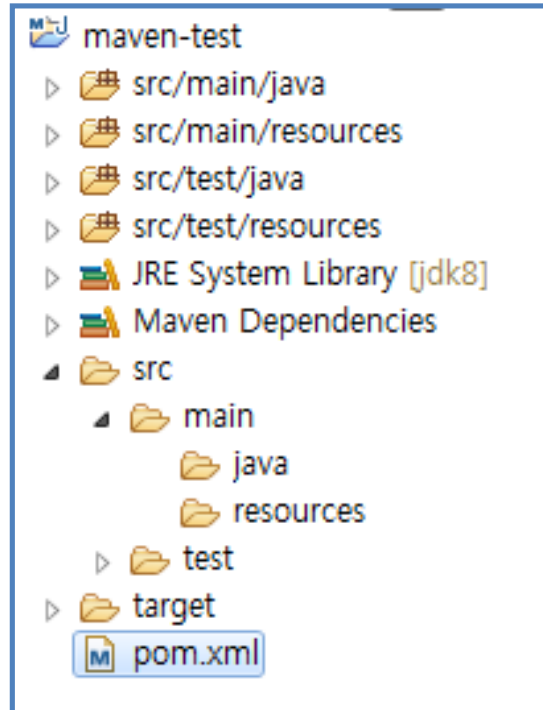 maven-test
src/main/java
src/main/resources
src/test/java
src/test/resources
JRE System Library [jdk8]
Maven Dependencies
src
main
java
resources
test
target
pom.xml